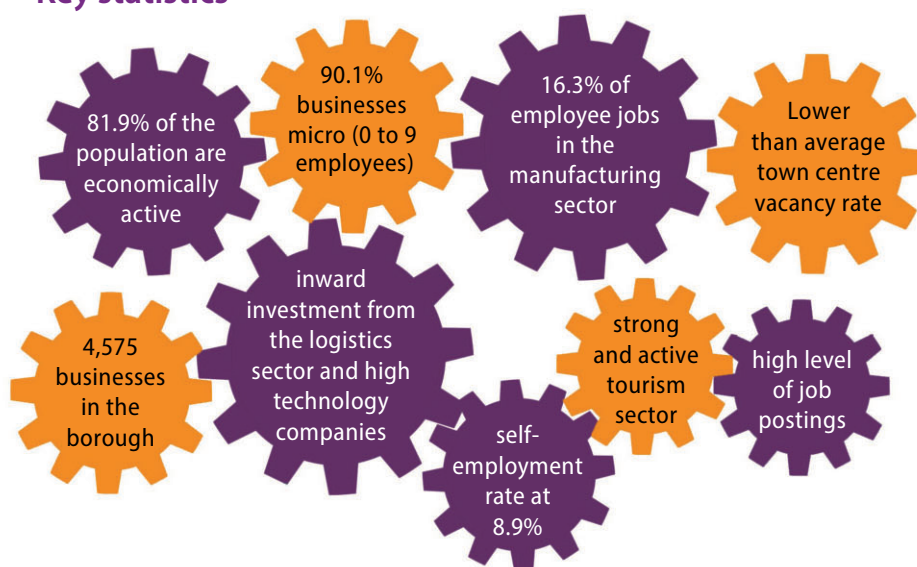 Key statistics
81.9% of the
population are
economically
active
90.1%
businesses
micro (0 to 9
employees)
16.3% of
employee jobs
in the
manufacturing
sector
Lower
than average
town centre
vacancy rate
4,575
businesses
in the
borough
inward
investment from
the logistics
sector and high
technology
companies
self-
employment
rate at
8.9%
strong
and active
tourism
sector
high level
of job
postings